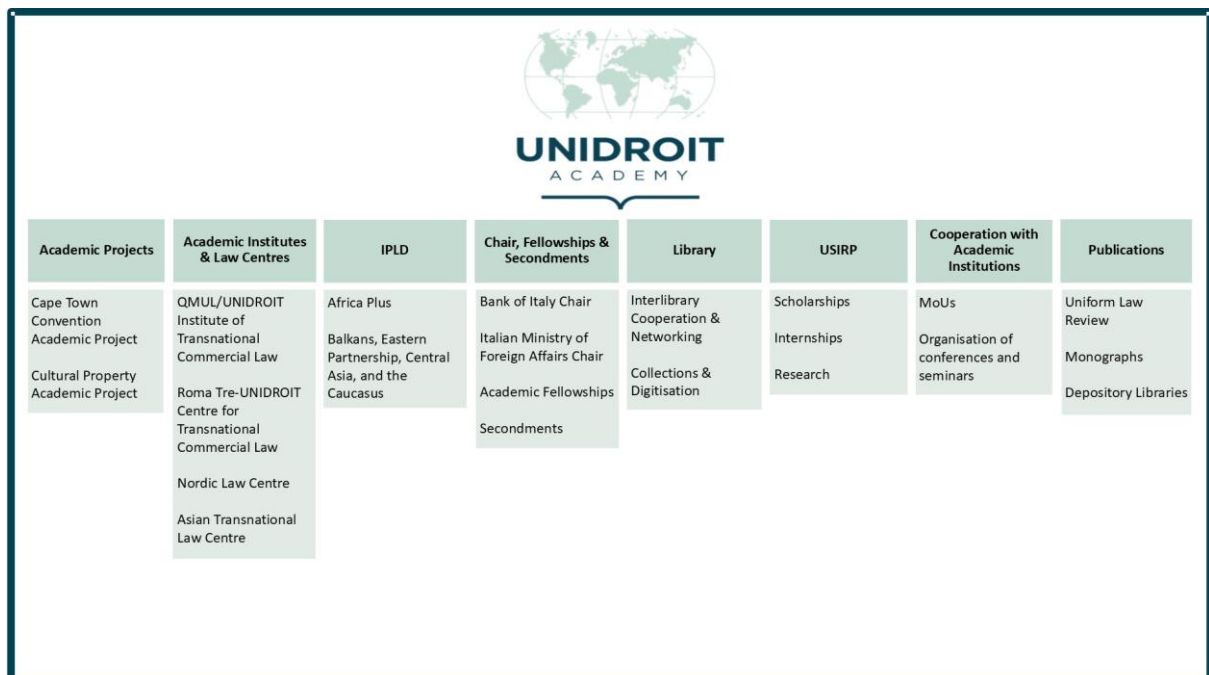 UNIDROIT
ACADEMY
Academic Projects
Cape Town
Convention
Academic Project
Cultural Property
Academic Project
Academic Institutes
& Law Centres
QMUL/UNIDROIT
Institute of
Transnational
Commercial Law
Roma Tre-UNIDROIT
Centre for
Transnational
Commercial Law
Nordic Law Centre
Asian Transnational
Law Centre
IPLD
Africa Plus
Balkans, Eastern
Partnership, Central
Asia, and the
Caucasus
Chair, Fellowships &
Secondments
Bank of Italy Chair
Italian Ministry of
Foreign Affairs Chair
Academic Fellowships
Secondments
Library
Interlibrary
Cooperation &
Networking
Collections &
Digitisation
USIRP
Scholarships
Internships
Research
Cooperation with
Academic
Institutions
MoUs
Organisation of
conferences and
seminars
Publications
Uniform Law
Review
Monographs
Depository Libraries